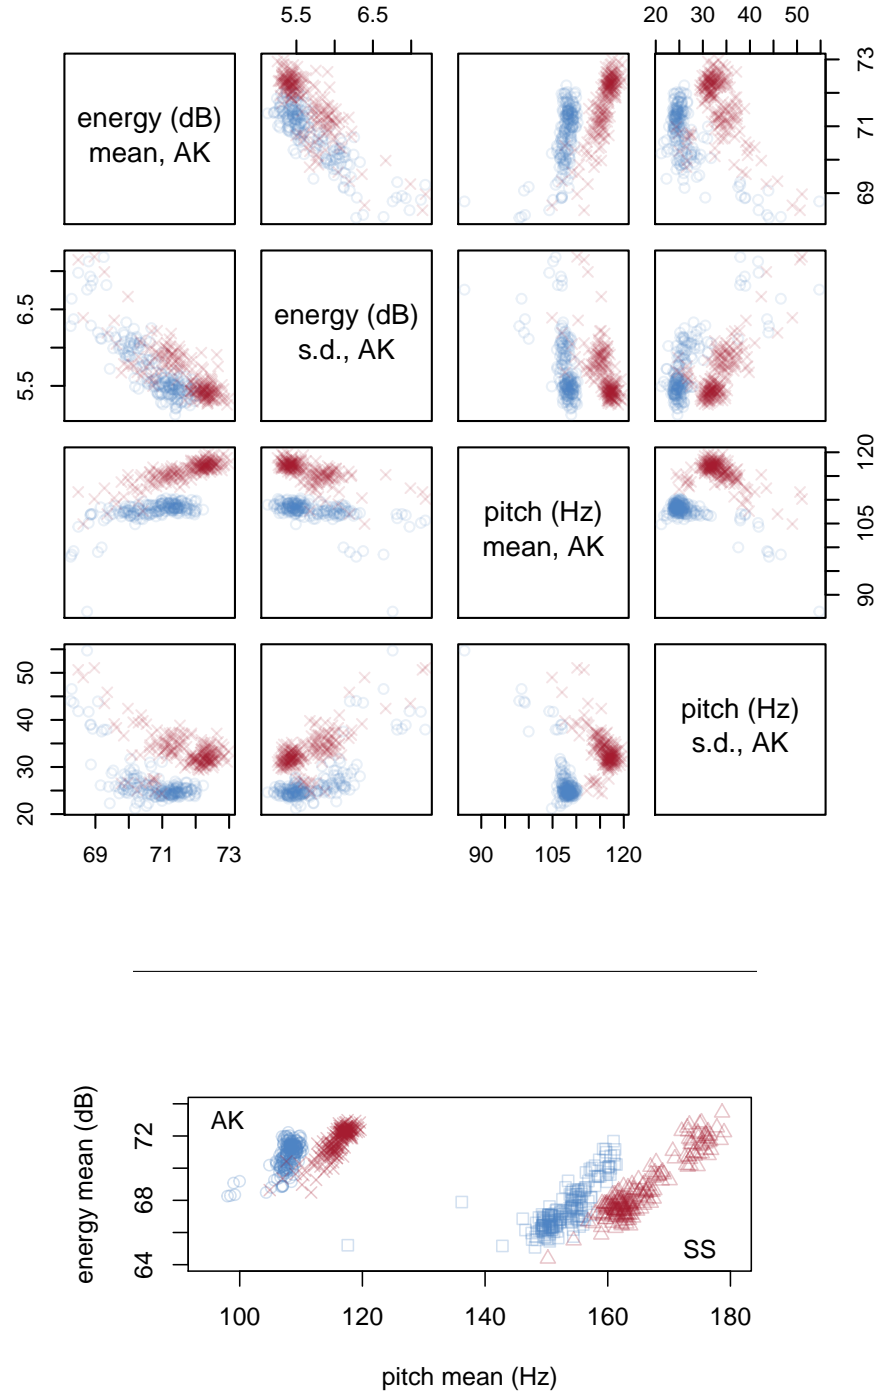 5.5 6.5 20 30 40 50
energy (dB)
mean, AK
73
71
69
6.5
5.5
energy (dB)
s.d., AK
pitch (Hz)
mean, AK
120
105
90
50
40
30
20
pitch (Hz)
s.d., AK
69 71 73 90 105 120
energy mean (dB)
72
68
64
AK
SS
100 120 140 160 180
pitch mean (Hz)